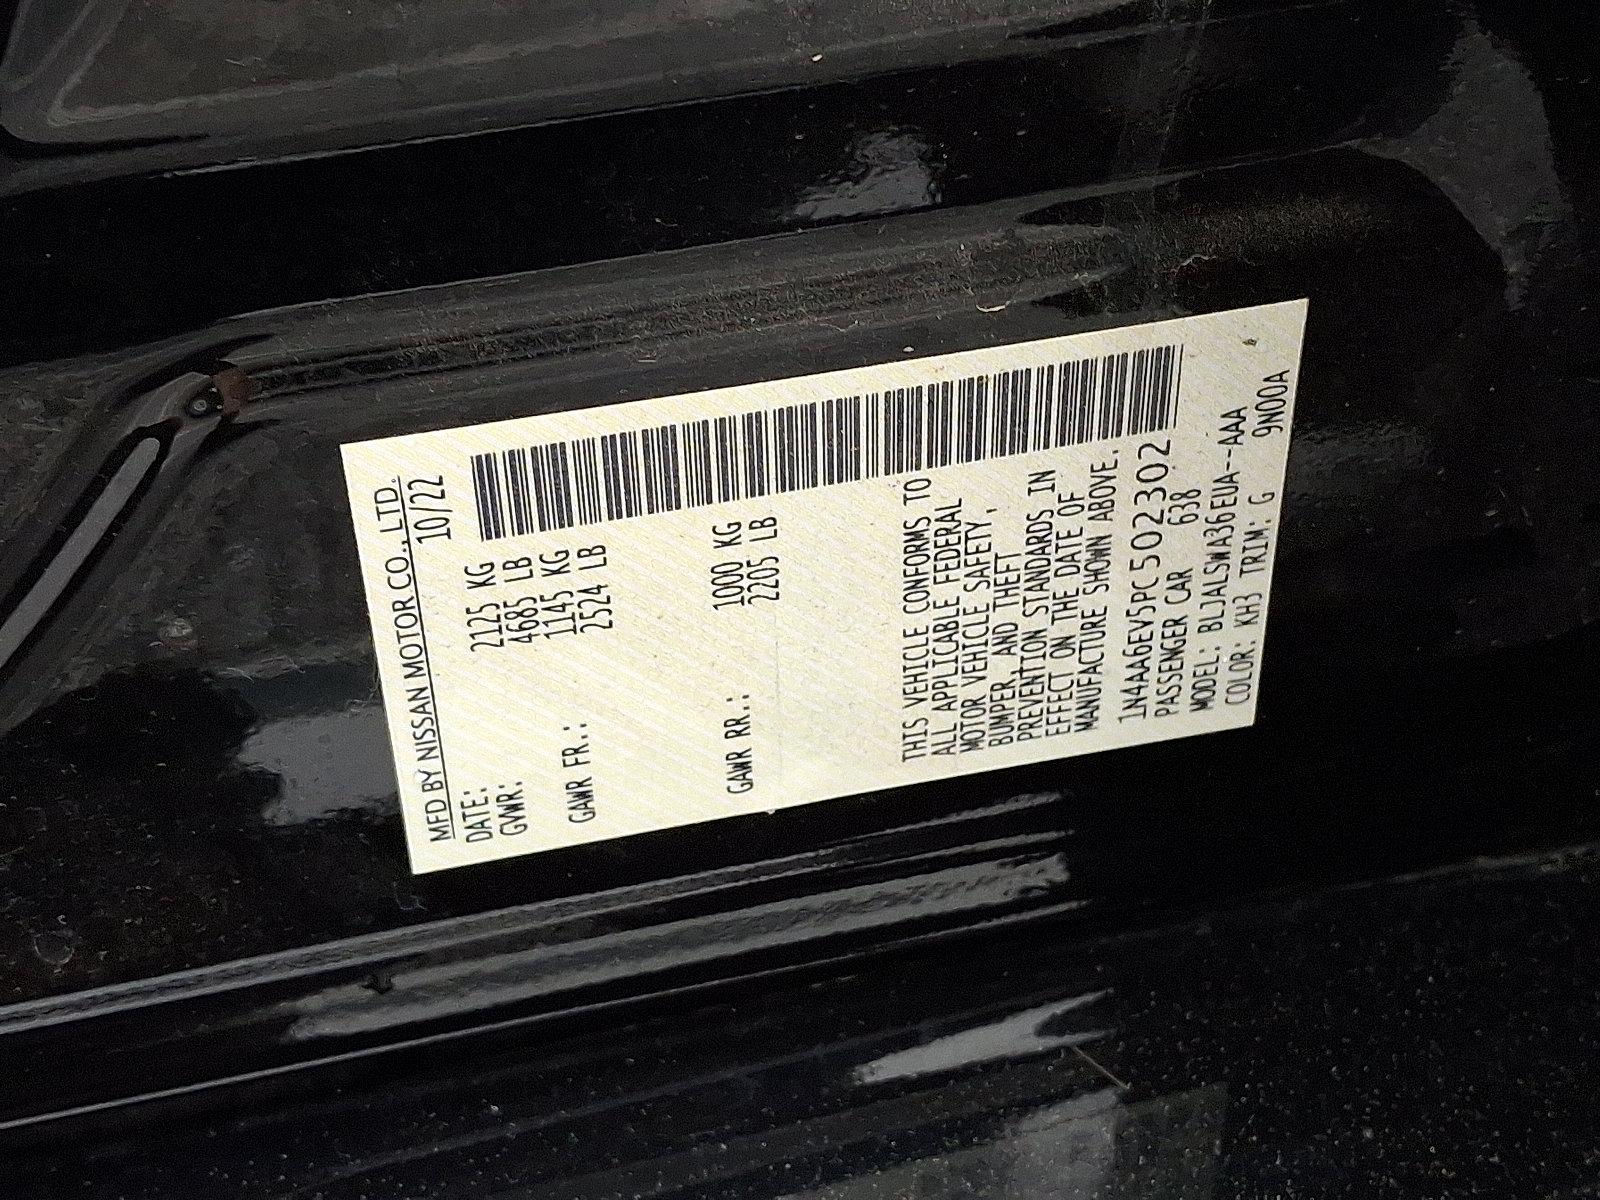 MFD BY NISSAN MOTOR CO., LTD.
DATE: 10/22
GVWR: 2125 KG
4685 LB
GAWR FR.: 1145 KG
2524 LB
GAWR RR.: 1000 KG
2205 LB
THIS VEHICLE CONFORMS TO
ALL APPLICABLE FEDERAL
MOTOR VEHICLE SAFETY,
BUMPER, AND THEFT
PREVENTION STANDARDS IN
EFFECT ON THE DATE OF
MANUFACTURE SHOWN ABOVE.
1N4AA6EV5PC502302
PASSENGER CAR 638
MODEL: BLJALSWA36EUA--AAA
COLOR: KH3 TRIM: G 9N00A